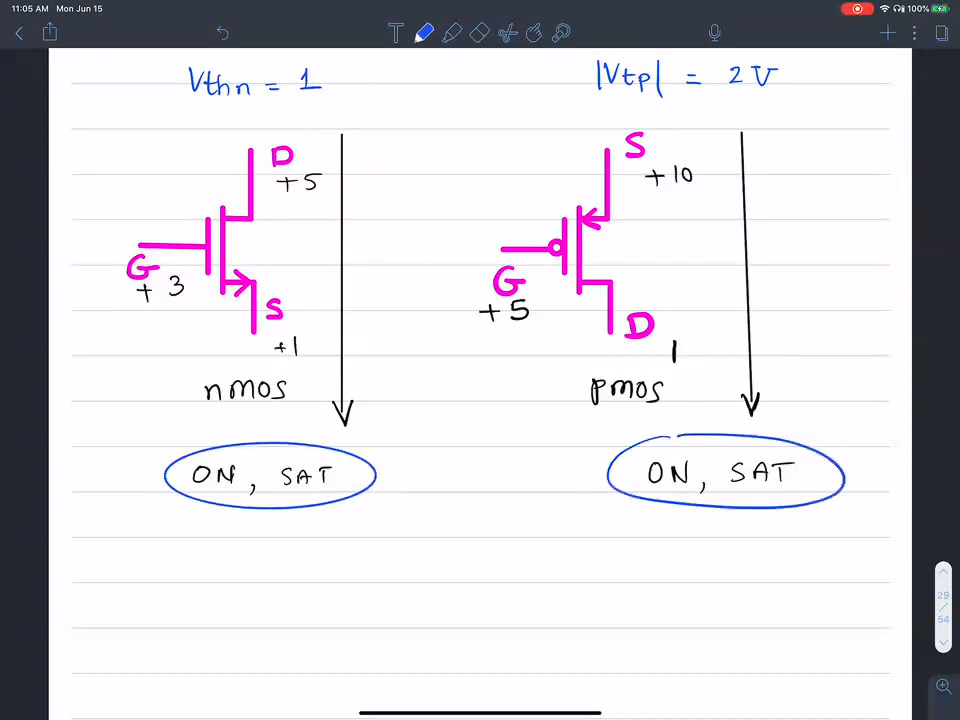 11:05 AM Mon Jun 15
100%
Vthn = 1
|Vtp| = 2V
D
+5
G
+ 3
S
+1
nmos
S
+10
G
+5
D
1
pmos
ON, SAT
ON, SAT
29
/
54